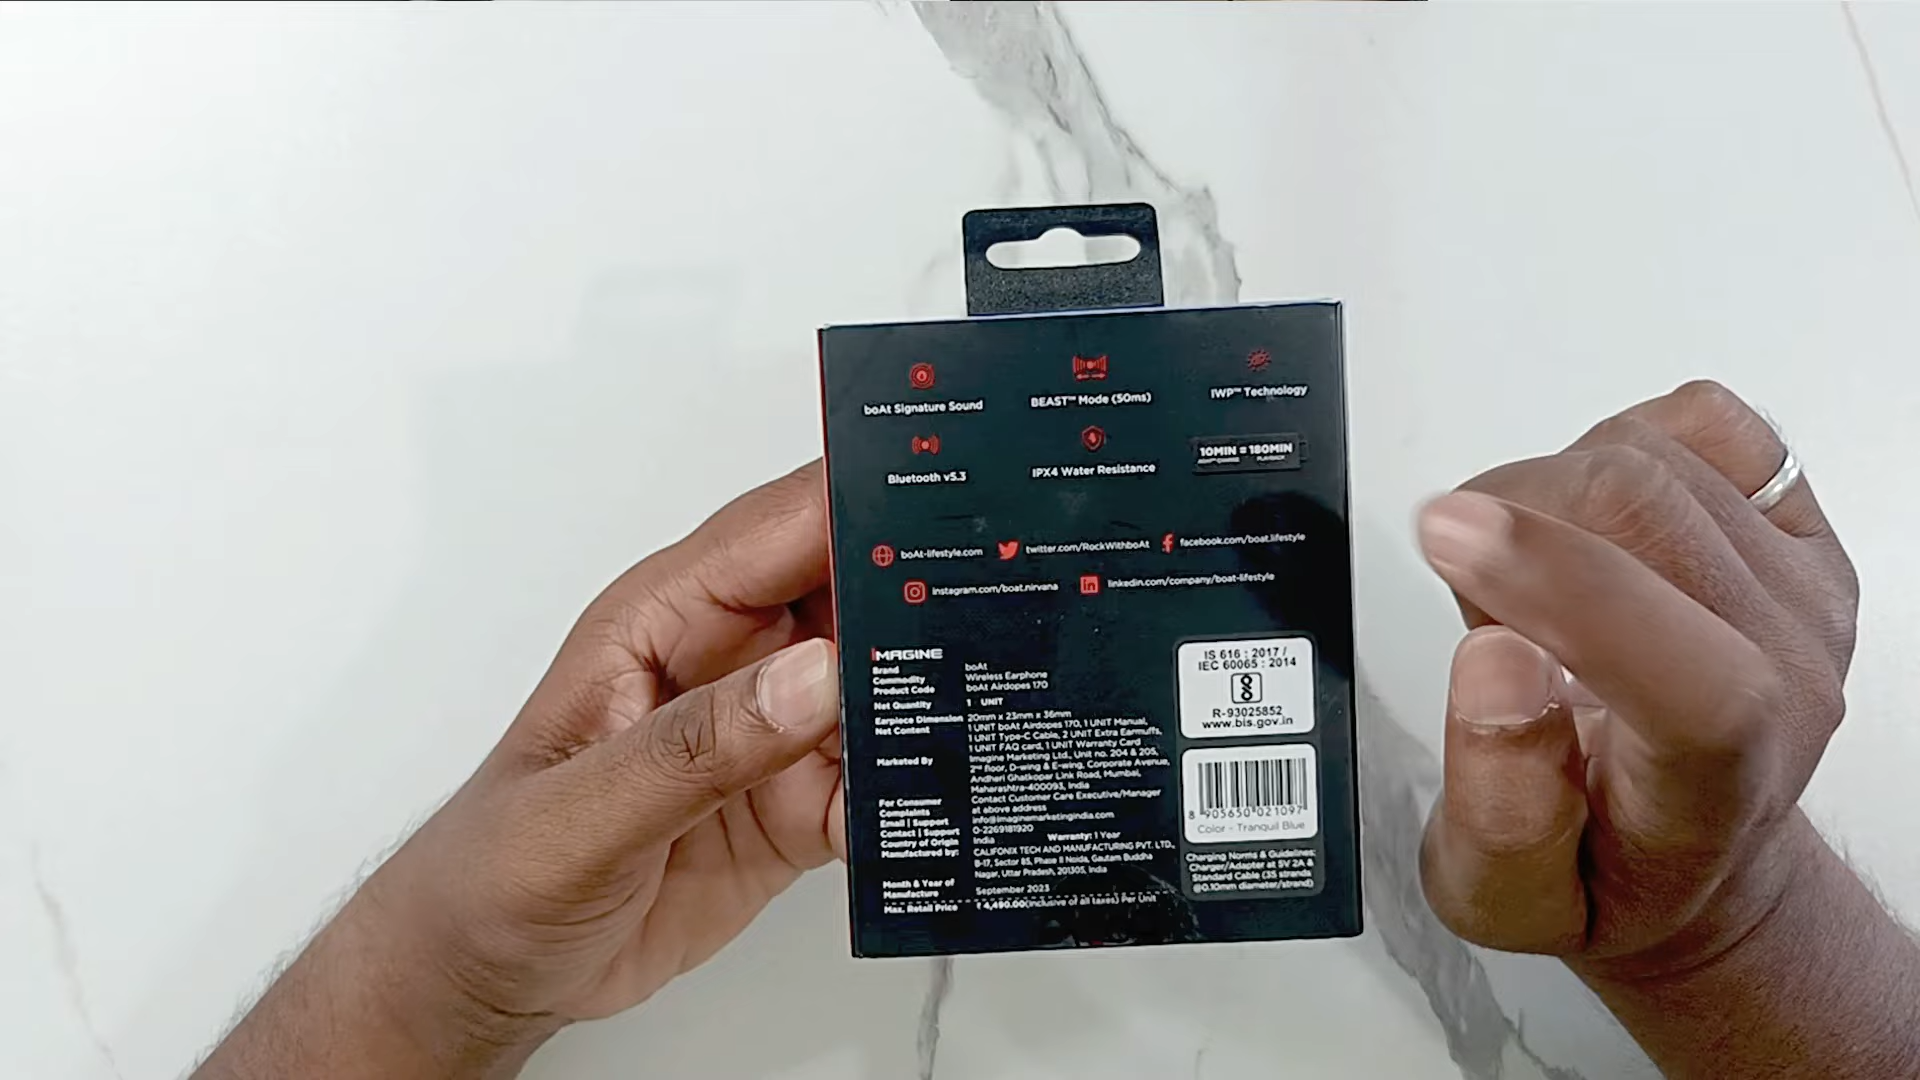 boAt Signature Sound
BEAST™ Mode (50ms)
IWP™ Technology
Bluetooth v5.3
IPX4 Water Resistance
10MIN = 180MIN
ASAP™ CHARGE PLAYBACK
boAt-lifestyle.com
twitter.com/RockWithboAt
facebook.com/boat.lifestyle
instagram.com/boat.nirvana
linkedin.com/company/boat-lifestyle
IMAGINE
Brand boAt
Commodity Wireless Earphone
Product Code boAt Airdopes 170
Net Quantity 1 UNIT
Earpiece Dimension 20mm x 23mm x 36mm
Net Content 1 UNIT boAt Airdopes 170, 1 UNIT Manual,
1 UNIT Type-C Cable, 2 UNIT Extra Earmuffs,
1 UNIT FAQ card, 1 UNIT Warranty Card
Marketed By Imagine Marketing Ltd., Unit no. 204 & 205,
2nd floor, D-wing & E-wing, Corporate Avenue,
Andheri Ghatkopar Link Road, Mumbai,
Maharashtra-400093, India
For Consumer Complaints Contact Customer Care Executive/Manager
at above address
Email | Support info@imaginemarketingindia.com
Contact | Support 0-2269181920
Country of Origin India
Warranty: 1 Year
Manufactured by: CALIFONIX TECH AND MANUFACTURING PVT. LTD.,
B-17, Sector 85, Phase II Noida, Gautam Buddha
Nagar, Uttar Pradesh, 201305, India
Month & Year of Manufacture September 2023
Max. Retail Price ₹ 4,490.00(Inclusive of all taxes) Per Unit
IS 616 : 2017 /
IEC 60065 : 2014
R-93025852
www.bis.gov.in
8 905650 021097
Color - Tranquil Blue
Charging Norms & Guidelines:
Charger/Adapter at 5V 2A &
Standard Cable (35 strands
@0.10mm diameter/strand)